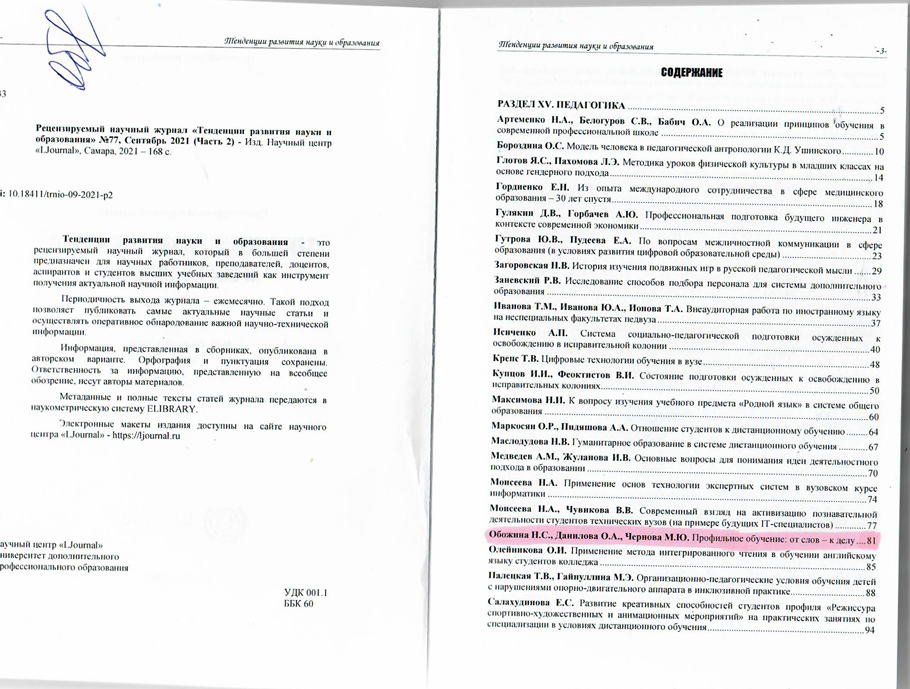 Тенденции развития науки и образования
33
Рецензируемый научный журнал «Тенденции развития науки и
образования» №77, Сентябрь 2021 (Часть 2) - Изд. Научный центр
«LJournal», Самара, 2021 – 168 с.
i: 10.18411/trnio-09-2021-p2
Тенденции развития науки и образования - это
рецензируемый научный журнал, который в большей степени
предназначен для научных работников, преподавателей, доцентов,
аспирантов и студентов высших учебных заведений как инструмент
получения актуальной научной информации.
Периодичность выхода журнала – ежемесячно. Такой подход
позволяет публиковать самые актуальные научные статьи и
осуществлять оперативное обнародование важной научно-технической
информации.
Информация, представленная в сборниках, опубликована в
авторском варианте. Орфография и пунктуация сохранены.
Ответственность за информацию, представленную на всеобщее
обозрение, несут авторы материалов.
Метаданные и полные тексты статей журнала передаются в
наукометрическую систему ELIBRARY.
Электронные макеты издания доступны на сайте научного
центра «LJournal» - https://ljournal.ru
аучный центр «LJournal»
ниверситет дополнительного
рофессионального образования
УДК 001.1
ББК 60
Тенденции развития науки и образования
-3-
СОДЕРЖАНИЕ
РАЗДЕЛ XV. ПЕДАГОГИКА ... 5
Артеменко Н.А., Белогуров С.В., Бабич О.А. О реализации принципов обучения в
современной профессиональной школе ... 5
Бороздина О.С. Модель человека в педагогической антропологии К.Д. Ушинского ... 10
Глотов Я.С., Пахомова Л.Э. Методика уроков физической культуры в младших классах на
основе гендерного подхода ... 14
Гордиенко Е.Н. Из опыта международного сотрудничества в сфере медицинского
образования – 30 лет спустя ... 18
Гулякин Д.В., Горбачев А.Ю. Профессиональная подготовка будущего инженера в
контексте современной экономики ... 21
Гутрова Ю.В., Пудеева Е.А. По вопросам межличностной коммуникации в сфере
образования (в условиях развития цифровой образовательной среды) ... 23
Загоровская Н.В. История изучения подвижных игр в русской педагогической мысли ... 29
Заневский Р.В. Исследование способов подбора персонала для системы дополнительного
образования ... 33
Иванова Т.М., Иванова Ю.А., Ионова Т.А. Внеаудиторная работа по иностранному языку
на неспециальных факультетах педвуза ... 37
Исиченко А.П. Система социально-педагогической подготовки осужденных к
освобождению в исправительной колонии ... 40
Крепс Т.В. Цифровые технологии обучения в вузе ... 48
Купцов И.И., Феоктистов В.И. Состояние подготовки осужденных к освобождению в
исправительных колониях ... 50
Максимова Н.И. К вопросу изучения учебного предмета «Родной язык» в системе общего
образования ... 60
Маркосян О.Р., Пидяшова А.А. Отношение студентов к дистанционному обучению ... 64
Маслодудова Н.В. Гуманитарное образование в системе дистанционного обучения ... 67
Медведев А.М., Жуланова И.В. Основные вопросы для понимания идеи деятельностного
подхода в образовании ... 70
Моисеева Н.А. Применение основ технологии экспертных систем в вузовском курсе
информатики ... 74
Моисеева Н.А., Чувикова В.В. Современный взгляд на активизацию познавательной
деятельности студентов технических вузов (на примере будущих IT-специалистов) ... 77
Обожина Н.С., Данилова О.А., Чернова М.Ю. Профильное обучение: от слов – к делу .... 81
Олейникова О.Н. Применение метода интегрированного чтения в обучении английскому
языку студентов колледжа ... 85
Палецкая Т.В., Гайнуллина М.Э. Организационно-педагогические условия обучения детей
с нарушениями опорно-двигательного аппарата в инклюзивной практике ... 88
Салахудинова Е.С. Развитие креативных способностей студентов профиля «Режиссура
спортивно-художественных и анимационных мероприятий» на практических занятиях по
специализации в условиях дистанционного обучения ... 94